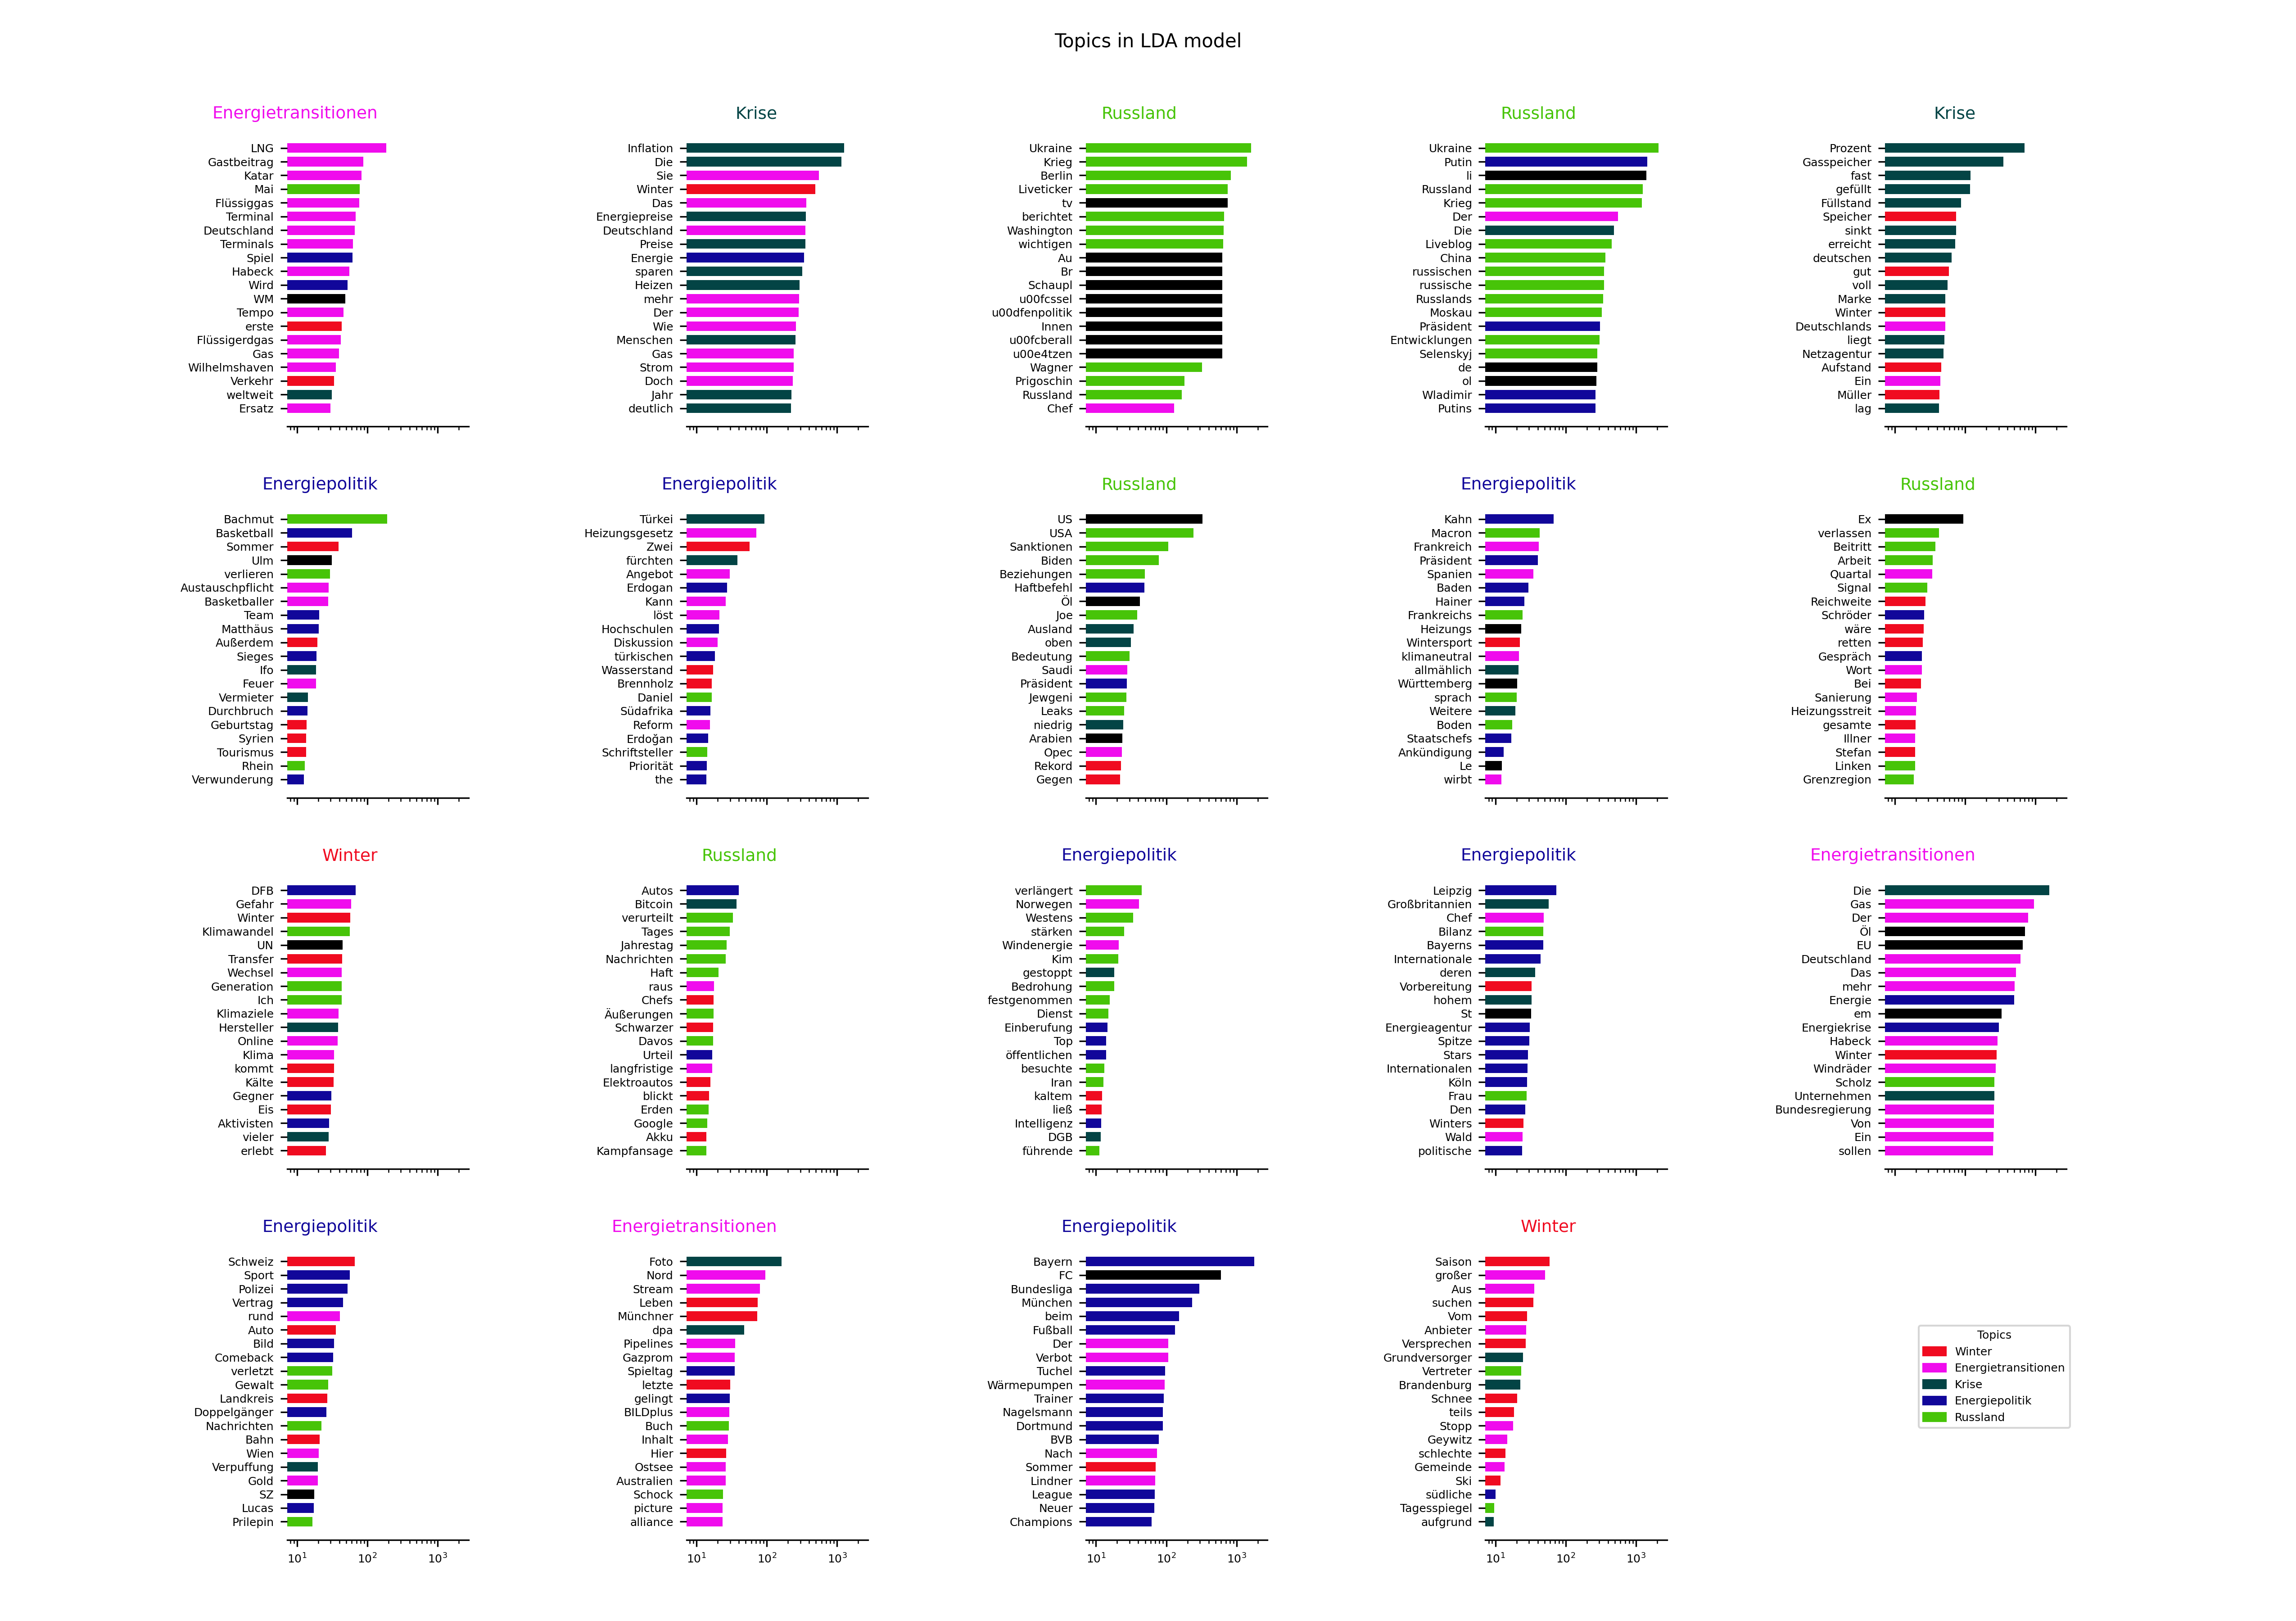 Topics in LDA model
Energietransitionen
LNG
Gastbeitrag
Katar
Mai
Flüssiggas
Terminal
Deutschland
Terminals
Spiel
Habeck
Wird
WM
Tempo
erste
Flüssigerdgas
Gas
Wilhelmshaven
Verkehr
weltweit
Ersatz
Krise
Inflation
Die
Sie
Winter
Das
Energiepreise
Deutschland
Preise
Energie
sparen
Heizen
mehr
Der
Wie
Menschen
Gas
Strom
Doch
Jahr
deutlich
Russland
Ukraine
Krieg
Berlin
Liveticker
tv
berichtet
Washington
wichtigen
Au
Br
Schaupl
u00fcssel
u00dfenpolitik
Innen
u00fcberall
u00e4tzen
Wagner
Prigoschin
Russland
Chef
Russland
Ukraine
Putin
li
Russland
Krieg
Der
Die
Liveblog
China
russischen
russische
Russlands
Moskau
Präsident
Entwicklungen
Selenskyj
de
ol
Wladimir
Putins
Krise
Prozent
Gasspeicher
fast
gefüllt
Füllstand
Speicher
sinkt
erreicht
deutschen
gut
voll
Marke
Winter
Deutschlands
liegt
Netzagentur
Aufstand
Ein
Müller
lag
Energiepolitik
Bachmut
Basketball
Sommer
Ulm
verlieren
Austauschpflicht
Basketballer
Team
Matthäus
Außerdem
Sieges
Ifo
Feuer
Vermieter
Durchbruch
Geburtstag
Syrien
Tourismus
Rhein
Verwunderung
Energiepolitik
Türkei
Heizungsgesetz
Zwei
fürchten
Angebot
Erdogan
Kann
löst
Hochschulen
Diskussion
türkischen
Wasserstand
Brennholz
Daniel
Südafrika
Reform
Erdoğan
Schriftsteller
Priorität
the
Russland
US
USA
Sanktionen
Biden
Beziehungen
Haftbefehl
Öl
Joe
Ausland
oben
Bedeutung
Saudi
Präsident
Jewgeni
Leaks
niedrig
Arabien
Opec
Rekord
Gegen
Energiepolitik
Kahn
Macron
Frankreich
Präsident
Spanien
Baden
Hainer
Frankreichs
Heizungs
Wintersport
klimaneutral
allmählich
Württemberg
sprach
Weitere
Boden
Staatschefs
Ankündigung
Le
wirbt
Russland
Ex
verlassen
Beitritt
Arbeit
Quartal
Signal
Reichweite
Schröder
wäre
retten
Gespräch
Wort
Bei
Sanierung
Heizungsstreit
gesamte
Illner
Stefan
Linken
Grenzregion
Winter
DFB
Gefahr
Winter
Klimawandel
UN
Transfer
Wechsel
Generation
Ich
Klimaziele
Hersteller
Online
Klima
kommt
Kälte
Gegner
Eis
Aktivisten
vieler
erlebt
Russland
Autos
Bitcoin
verurteilt
Tages
Jahrestag
Nachrichten
Haft
raus
Chefs
Äußerungen
Schwarzer
Davos
Urteil
langfristige
Elektroautos
blickt
Erden
Google
Akku
Kampfansage
Energiepolitik
verlängert
Norwegen
Westens
stärken
Windenergie
Kim
gestoppt
Bedrohung
festgenommen
Dienst
Einberufung
Top
öffentlichen
besuchte
Iran
kaltem
ließ
Intelligenz
DGB
führende
Energiepolitik
Leipzig
Großbritannien
Chef
Bilanz
Bayerns
Internationale
deren
Vorbereitung
hohem
St
Energieagentur
Spitze
Stars
Internationalen
Köln
Frau
Den
Winters
Wald
politische
Energietransitionen
Die
Gas
Der
Öl
EU
Deutschland
Das
mehr
Energie
em
Energiekrise
Habeck
Winter
Windräder
Scholz
Unternehmen
Bundesregierung
Von
Ein
sollen
Energiepolitik
Schweiz
Sport
Polizei
Vertrag
rund
Auto
Bild
Comeback
verletzt
Gewalt
Landkreis
Doppelgänger
Nachrichten
Bahn
Wien
Verpuffung
Gold
SZ
Lucas
Prilepin
10¹ 10² 10³
Energietransitionen
Foto
Nord
Stream
Leben
Münchner
dpa
Pipelines
Gazprom
Spieltag
letzte
gelingt
BILDplus
Buch
Inhalt
Hier
Ostsee
Australien
Schock
picture
alliance
10¹ 10² 10³
Energiepolitik
Bayern
FC
Bundesliga
München
beim
Fußball
Der
Verbot
Tuchel
Wärmepumpen
Trainer
Nagelsmann
Dortmund
BVB
Nach
Sommer
Lindner
League
Neuer
Champions
10¹ 10² 10³
Winter
Saison
großer
Aus
suchen
Vom
Anbieter
Versprechen
Grundversorger
Vertreter
Brandenburg
Schnee
teils
Stopp
Geywitz
schlechte
Gemeinde
Ski
südliche
Tagesspiegel
aufgrund
10¹ 10² 10³
Topics
Winter
Energietransitionen
Krise
Energiepolitik
Russland